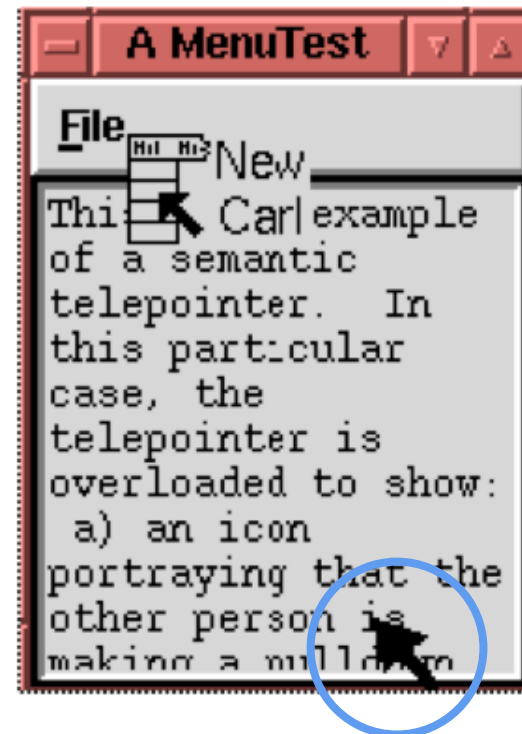 A MenuTest
File
New
Carl example
of a semantic
telepointer. In
this particular
case, the
telepointer is
overloaded to show:
a) an icon
portraying that the
other person is
making a